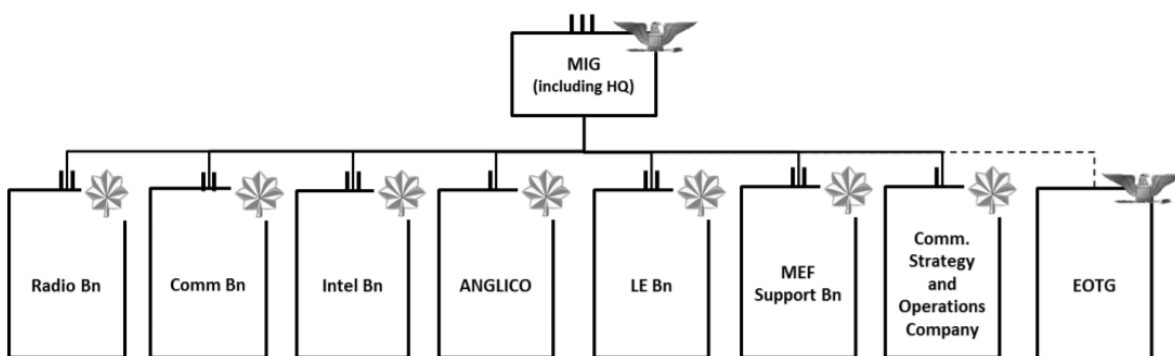 MIG
(including HQ)
Radio Bn
Comm Bn
Intel Bn
ANGLICO
LE Bn
MEF
Support Bn
Comm.
Strategy
and
Operations
Company
EOTG